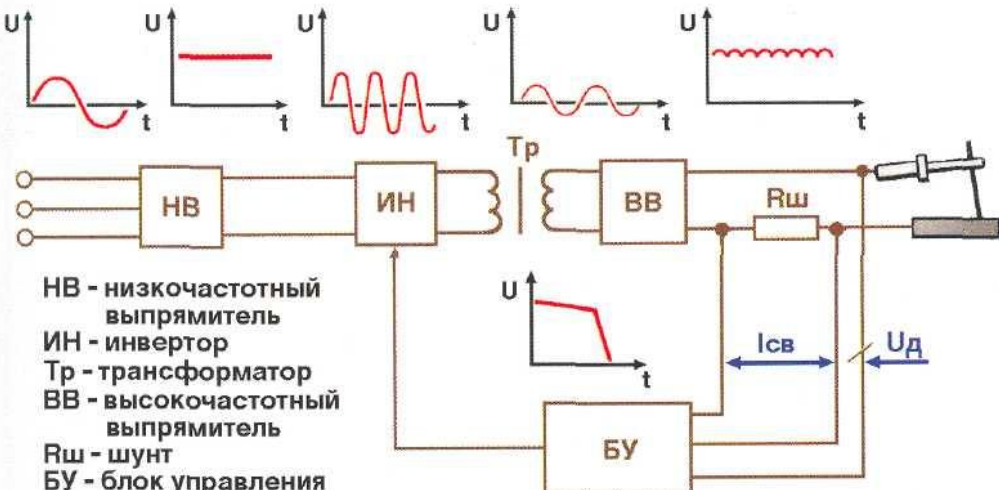 U
U
U
U
U
t
t
t
t
t
Тр
НВ
ИН
ВВ
Rш
НВ - низкочастотный
выпрямитель
ИН - инвертор
Тр - трансформатор
ВВ - высокочастотный
выпрямитель
Rш - шунт
БУ - блок управления
U
t
Iсв
Uд
БУ